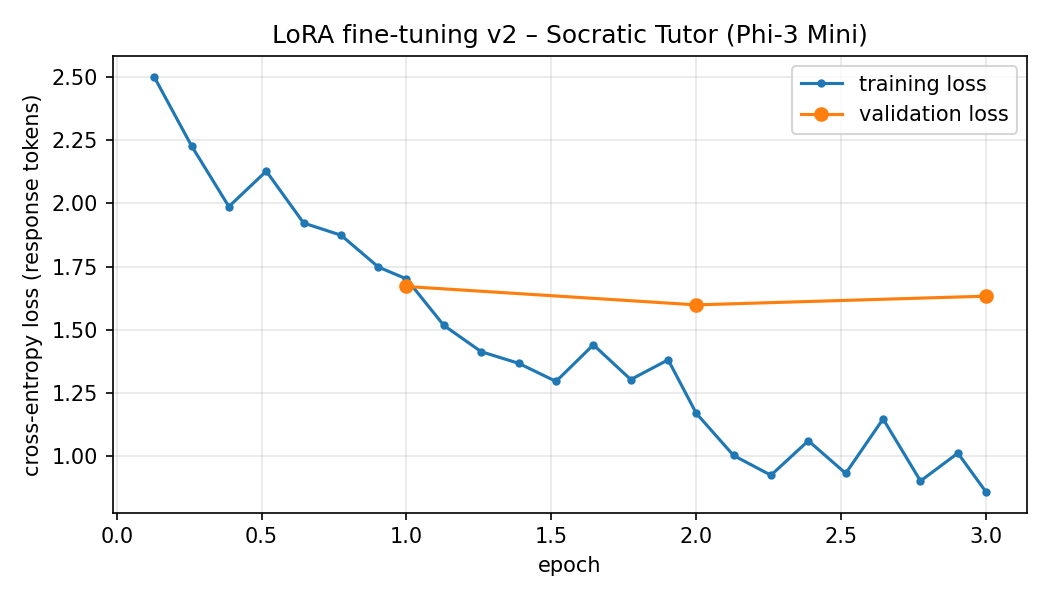 LoRA fine-tuning v2 – Socratic Tutor (Phi-3 Mini)
training loss
validation loss
cross-entropy loss (response tokens)
2.50
2.25
2.00
1.75
1.50
1.25
1.00
0.0 0.5 1.0 1.5 2.0 2.5 3.0
epoch